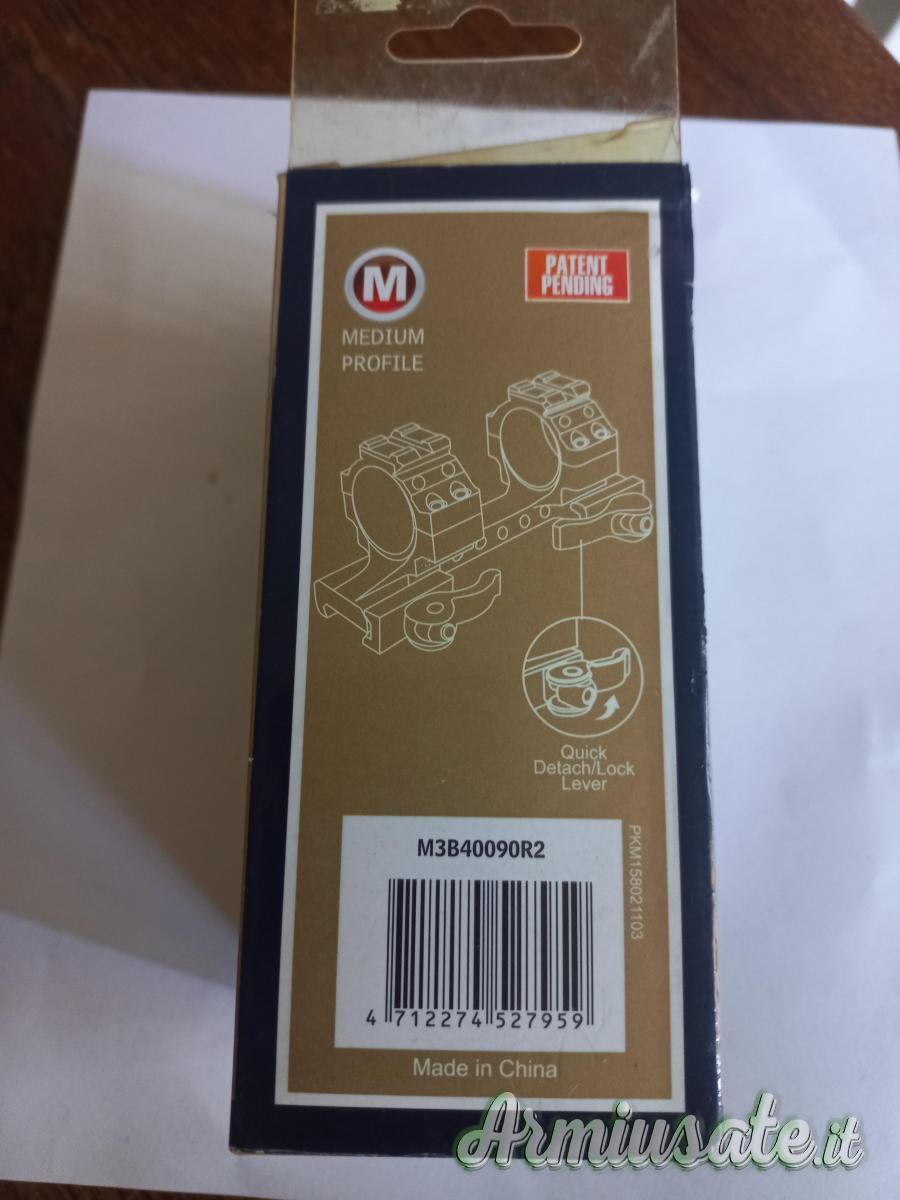 M
MEDIUM
PROFILE
PATENT
PENDING
Quick
Detach/Lock
Lever
M3B40090R2
PKM158021103
4 712274 527959
Made in China
Armiusate.it